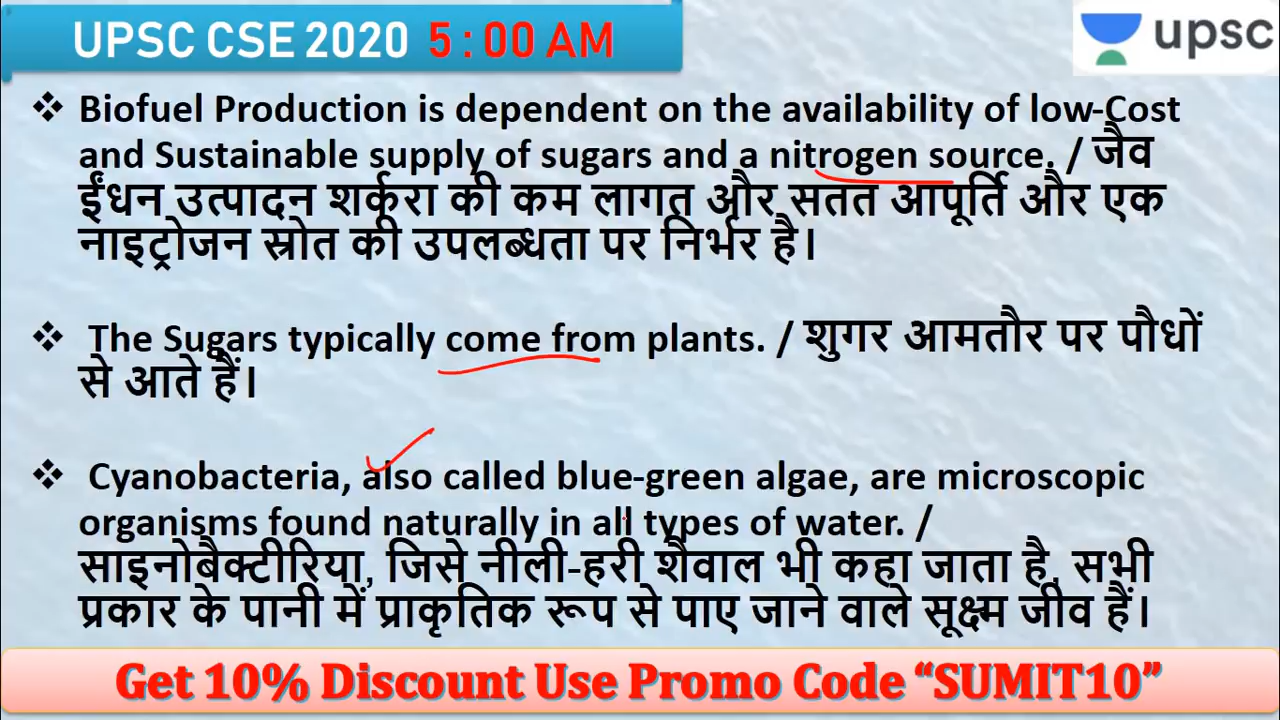 UPSC CSE 2020 5 : 00 AM
upsc
❖ Biofuel Production is dependent on the availability of low-Cost
and Sustainable supply of sugars and a nitrogen source. / जैव
ईंधन उत्पादन शर्करा की कम लागत और सतत आपूर्ति और एक
नाइट्रोजन स्रोत की उपलब्धता पर निर्भर है।
❖ The Sugars typically come from plants. / शुगर आमतौर पर पौधों
से आते हैं।
❖ Cyanobacteria, also called blue-green algae, are microscopic
organisms found naturally in all types of water. /
साइनोबैक्टीरिया, जिसे नीली-हरी शैवाल भी कहा जाता है, सभी
प्रकार के पानी में प्राकृतिक रूप से पाए जाने वाले सूक्ष्म जीव हैं।
Get 10% Discount Use Promo Code “SUMIT10”